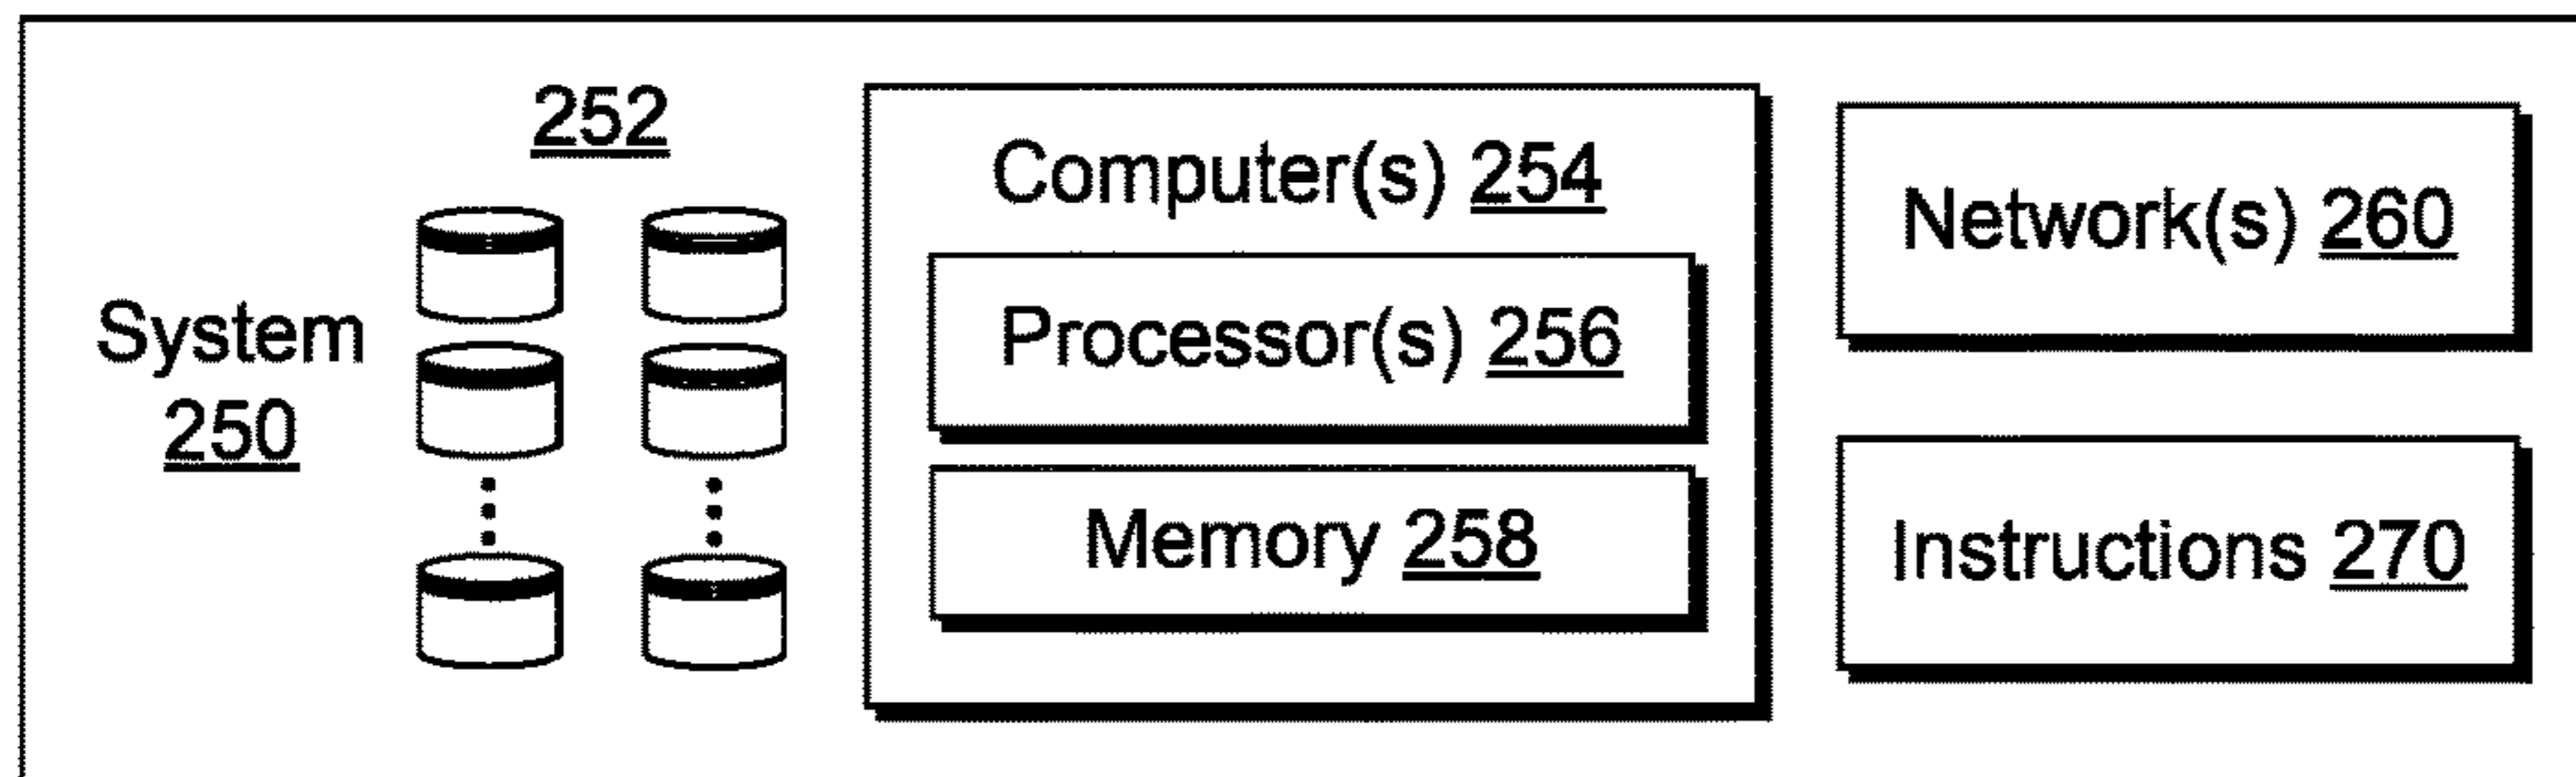 System
250
252
Computer(s) 254
Processor(s) 256
Memory 258
Network(s) 260
Instructions 270